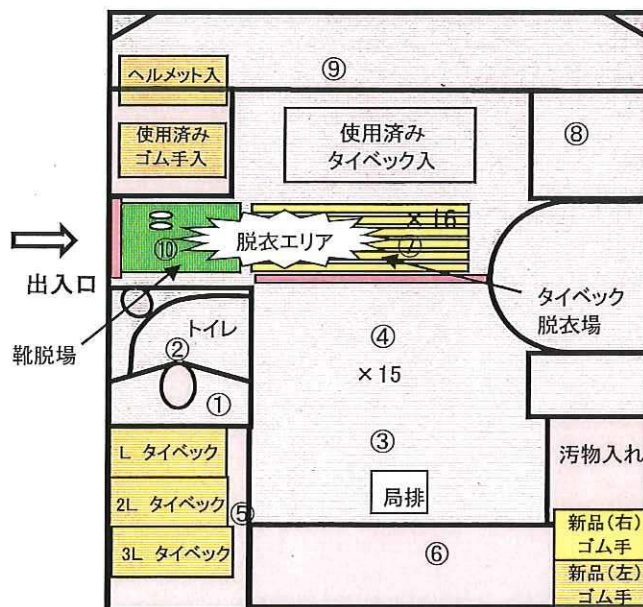 ⑨
ヘルメット入
使用済み
ゴム手入
使用済み
タイベック入
⑧
×16
⑩
脱衣エリア
⑦
出入口
靴脱場
タイベック
脱衣場
トイレ
②
①
④
×15
③
局排
L タイベック
2L タイベック
3L タイベック
⑤
⑥
汚物入れ
新品(右)
ゴム手
新品(左)
ゴム手